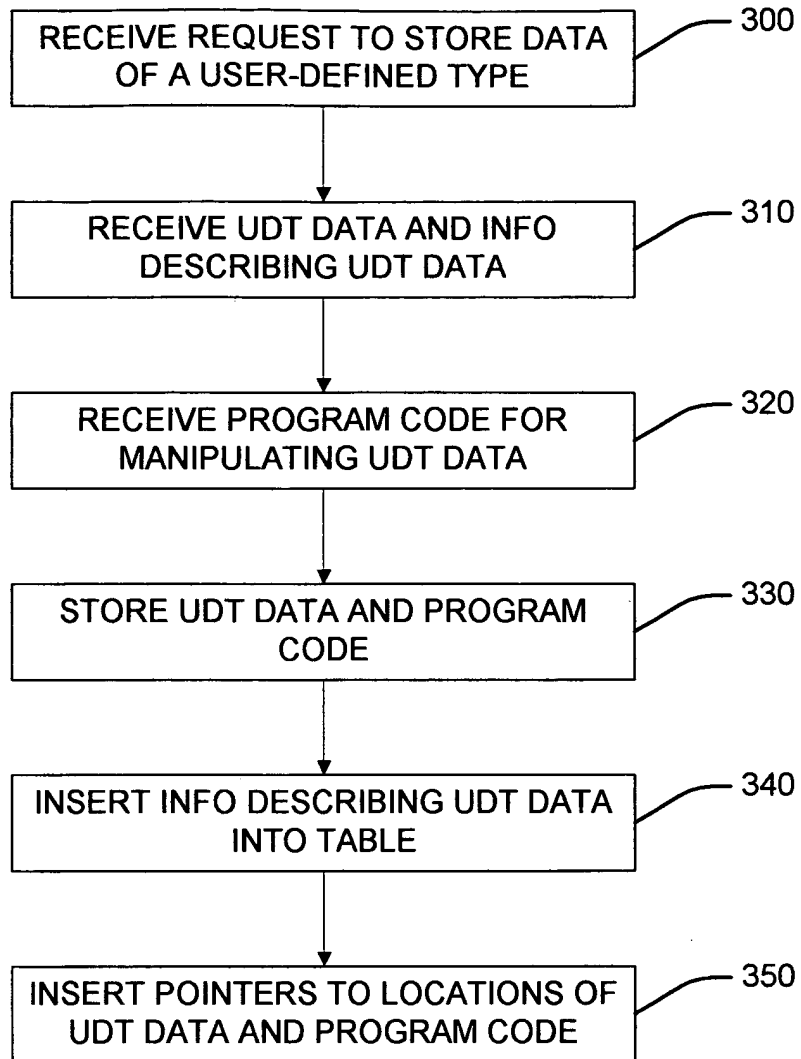 RECEIVE REQUEST TO STORE DATA
OF A USER-DEFINED TYPE
300
RECEIVE UDT DATA AND INFO
DESCRIBING UDT DATA
310
RECEIVE PROGRAM CODE FOR
MANIPULATING UDT DATA
320
STORE UDT DATA AND PROGRAM
CODE
330
INSERT INFO DESCRIBING UDT DATA
INTO TABLE
340
INSERT POINTERS TO LOCATIONS OF
UDT DATA AND PROGRAM CODE
350